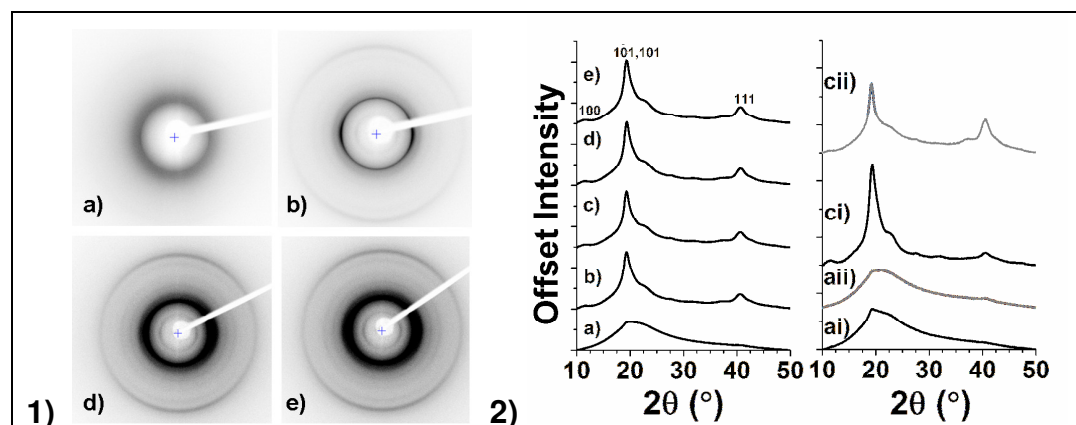 a)
b)
d)
e)
1)
2)
Offset Intensity
e)
101,101
100
111
d)
c)
b)
a)
10 20 30 40 50
2θ (°)
cii)
ci)
aii)
ai)
10 20 30 40 50
2θ (°)